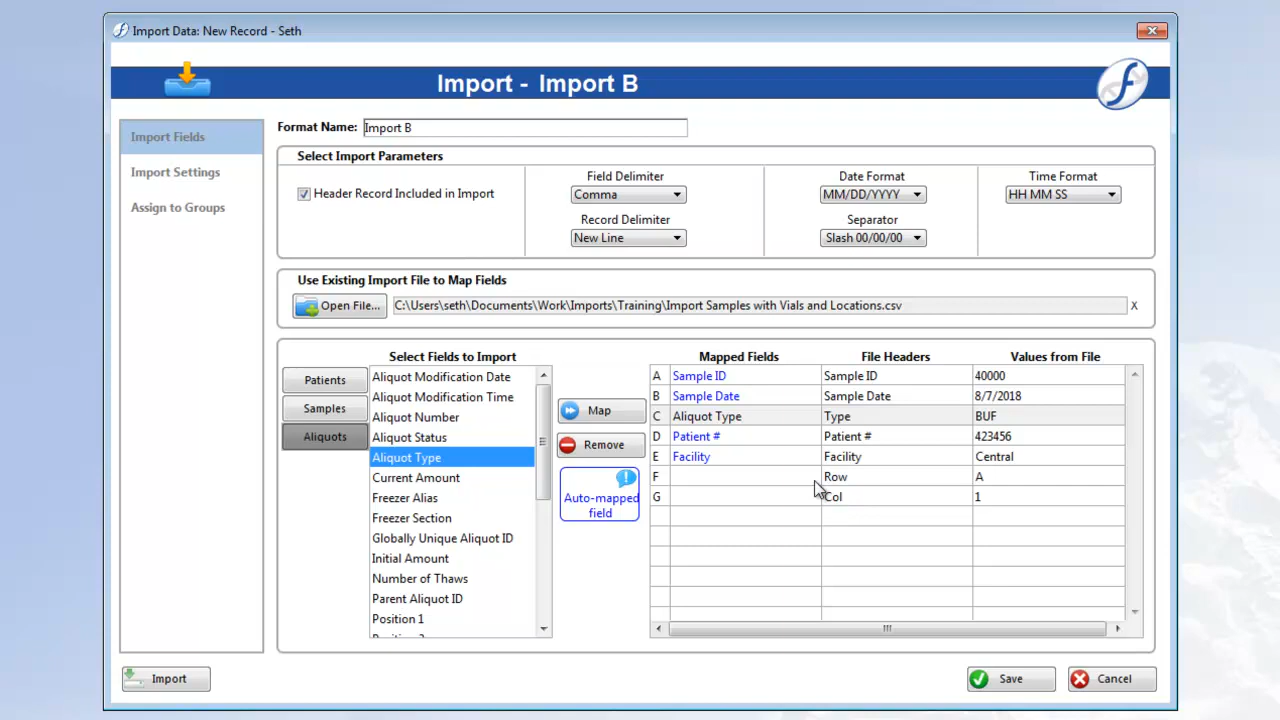 Import Data: New Record - Seth
Import - Import B
Import Fields
Import Settings
Assign to Groups
Format Name: Import B
Select Import Parameters
Header Record Included in Import
Field Delimiter
Comma
Record Delimiter
New Line
Date Format
MM/DD/YYYY
Separator
Slash 00/00/00
Time Format
HH MM SS
Use Existing Import File to Map Fields
Open File... C:\Users\seth\Documents\Work\Imports\Training\Import Samples with Vials and Locations.csv X
Patients
Samples
Aliquots
Select Fields to Import
Aliquot Modification Date
Aliquot Modification Time
Aliquot Number
Aliquot Status
Aliquot Type
Current Amount
Freezer Alias
Freezer Section
Globally Unique Aliquot ID
Initial Amount
Number of Thaws
Parent Aliquot ID
Position 1
Map
Remove
Auto-mapped
field
Mapped Fields File Headers Values from File
A Sample ID Sample ID 40000
B Sample Date Sample Date 8/7/2018
C Aliquot Type Type BUF
D Patient # Patient # 423456
E Facility Facility Central
F Row A
G Col 1
Import
Save
Cancel